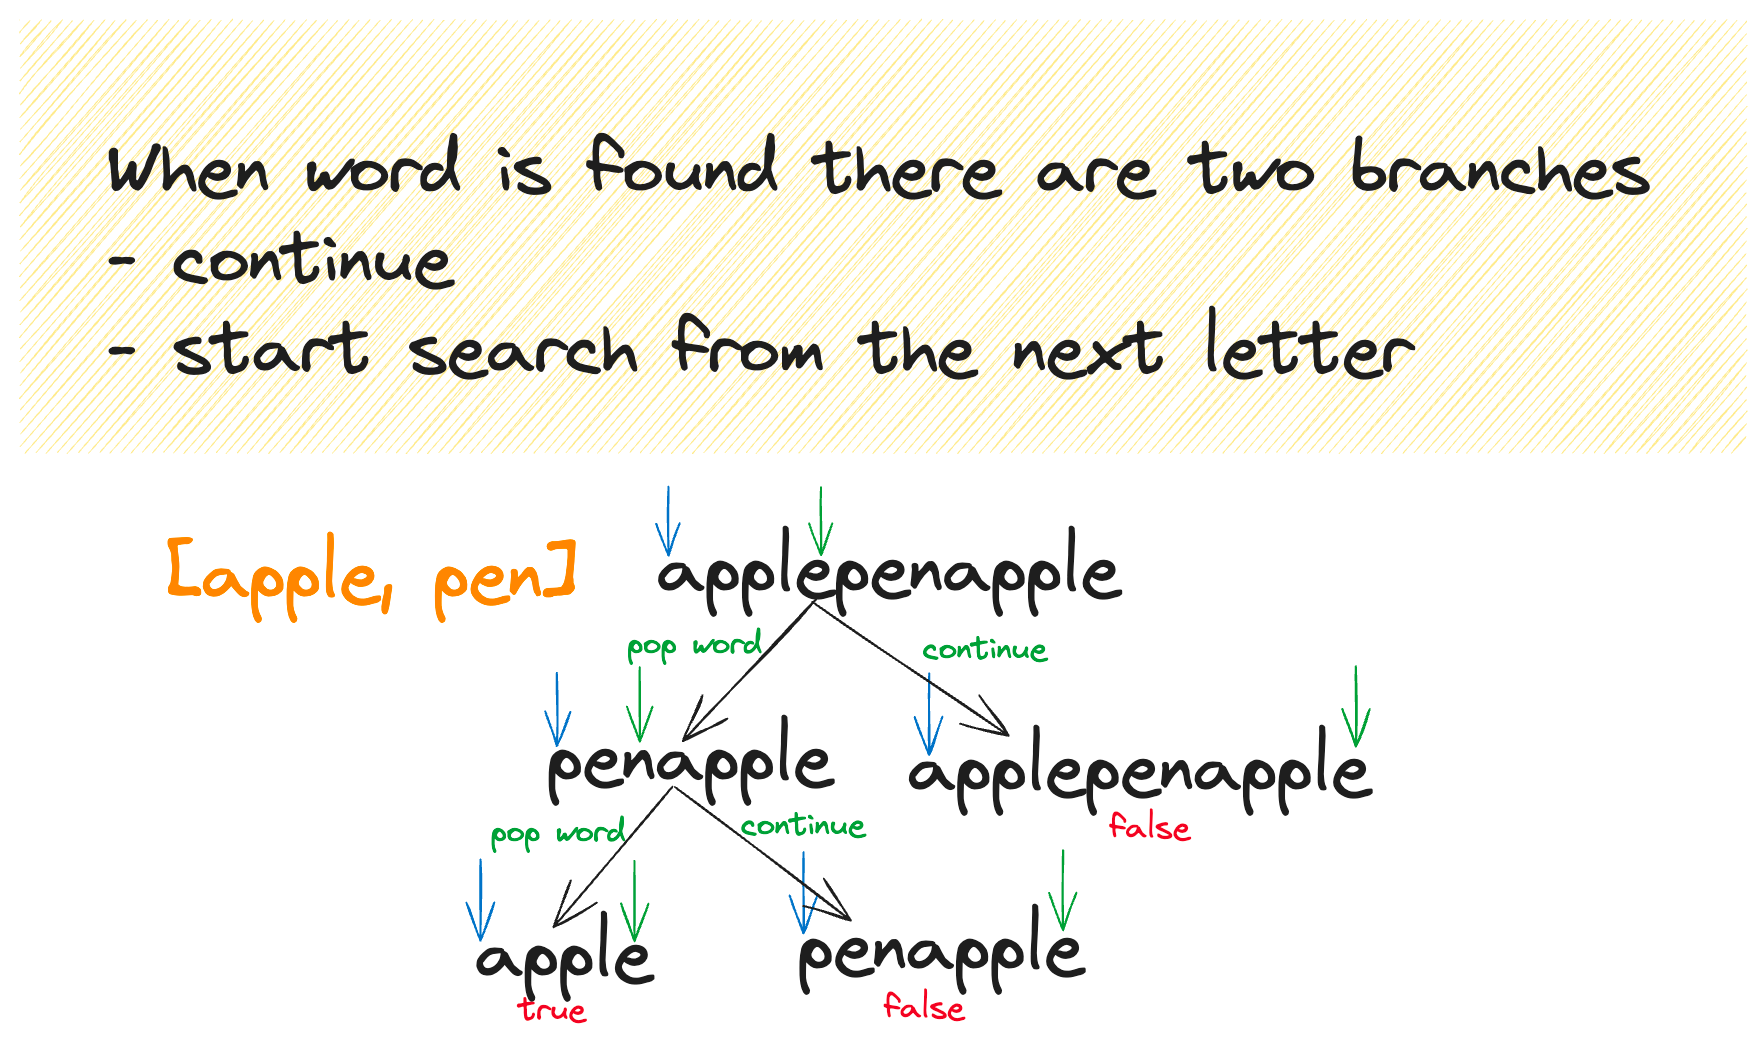 When word is found there are two branches
- continue
- start search from the next letter
[apple, pen]
applepenapple
pop word
continue
penapple
applepenapple
false
pop word
continue
apple
true
penapple
false